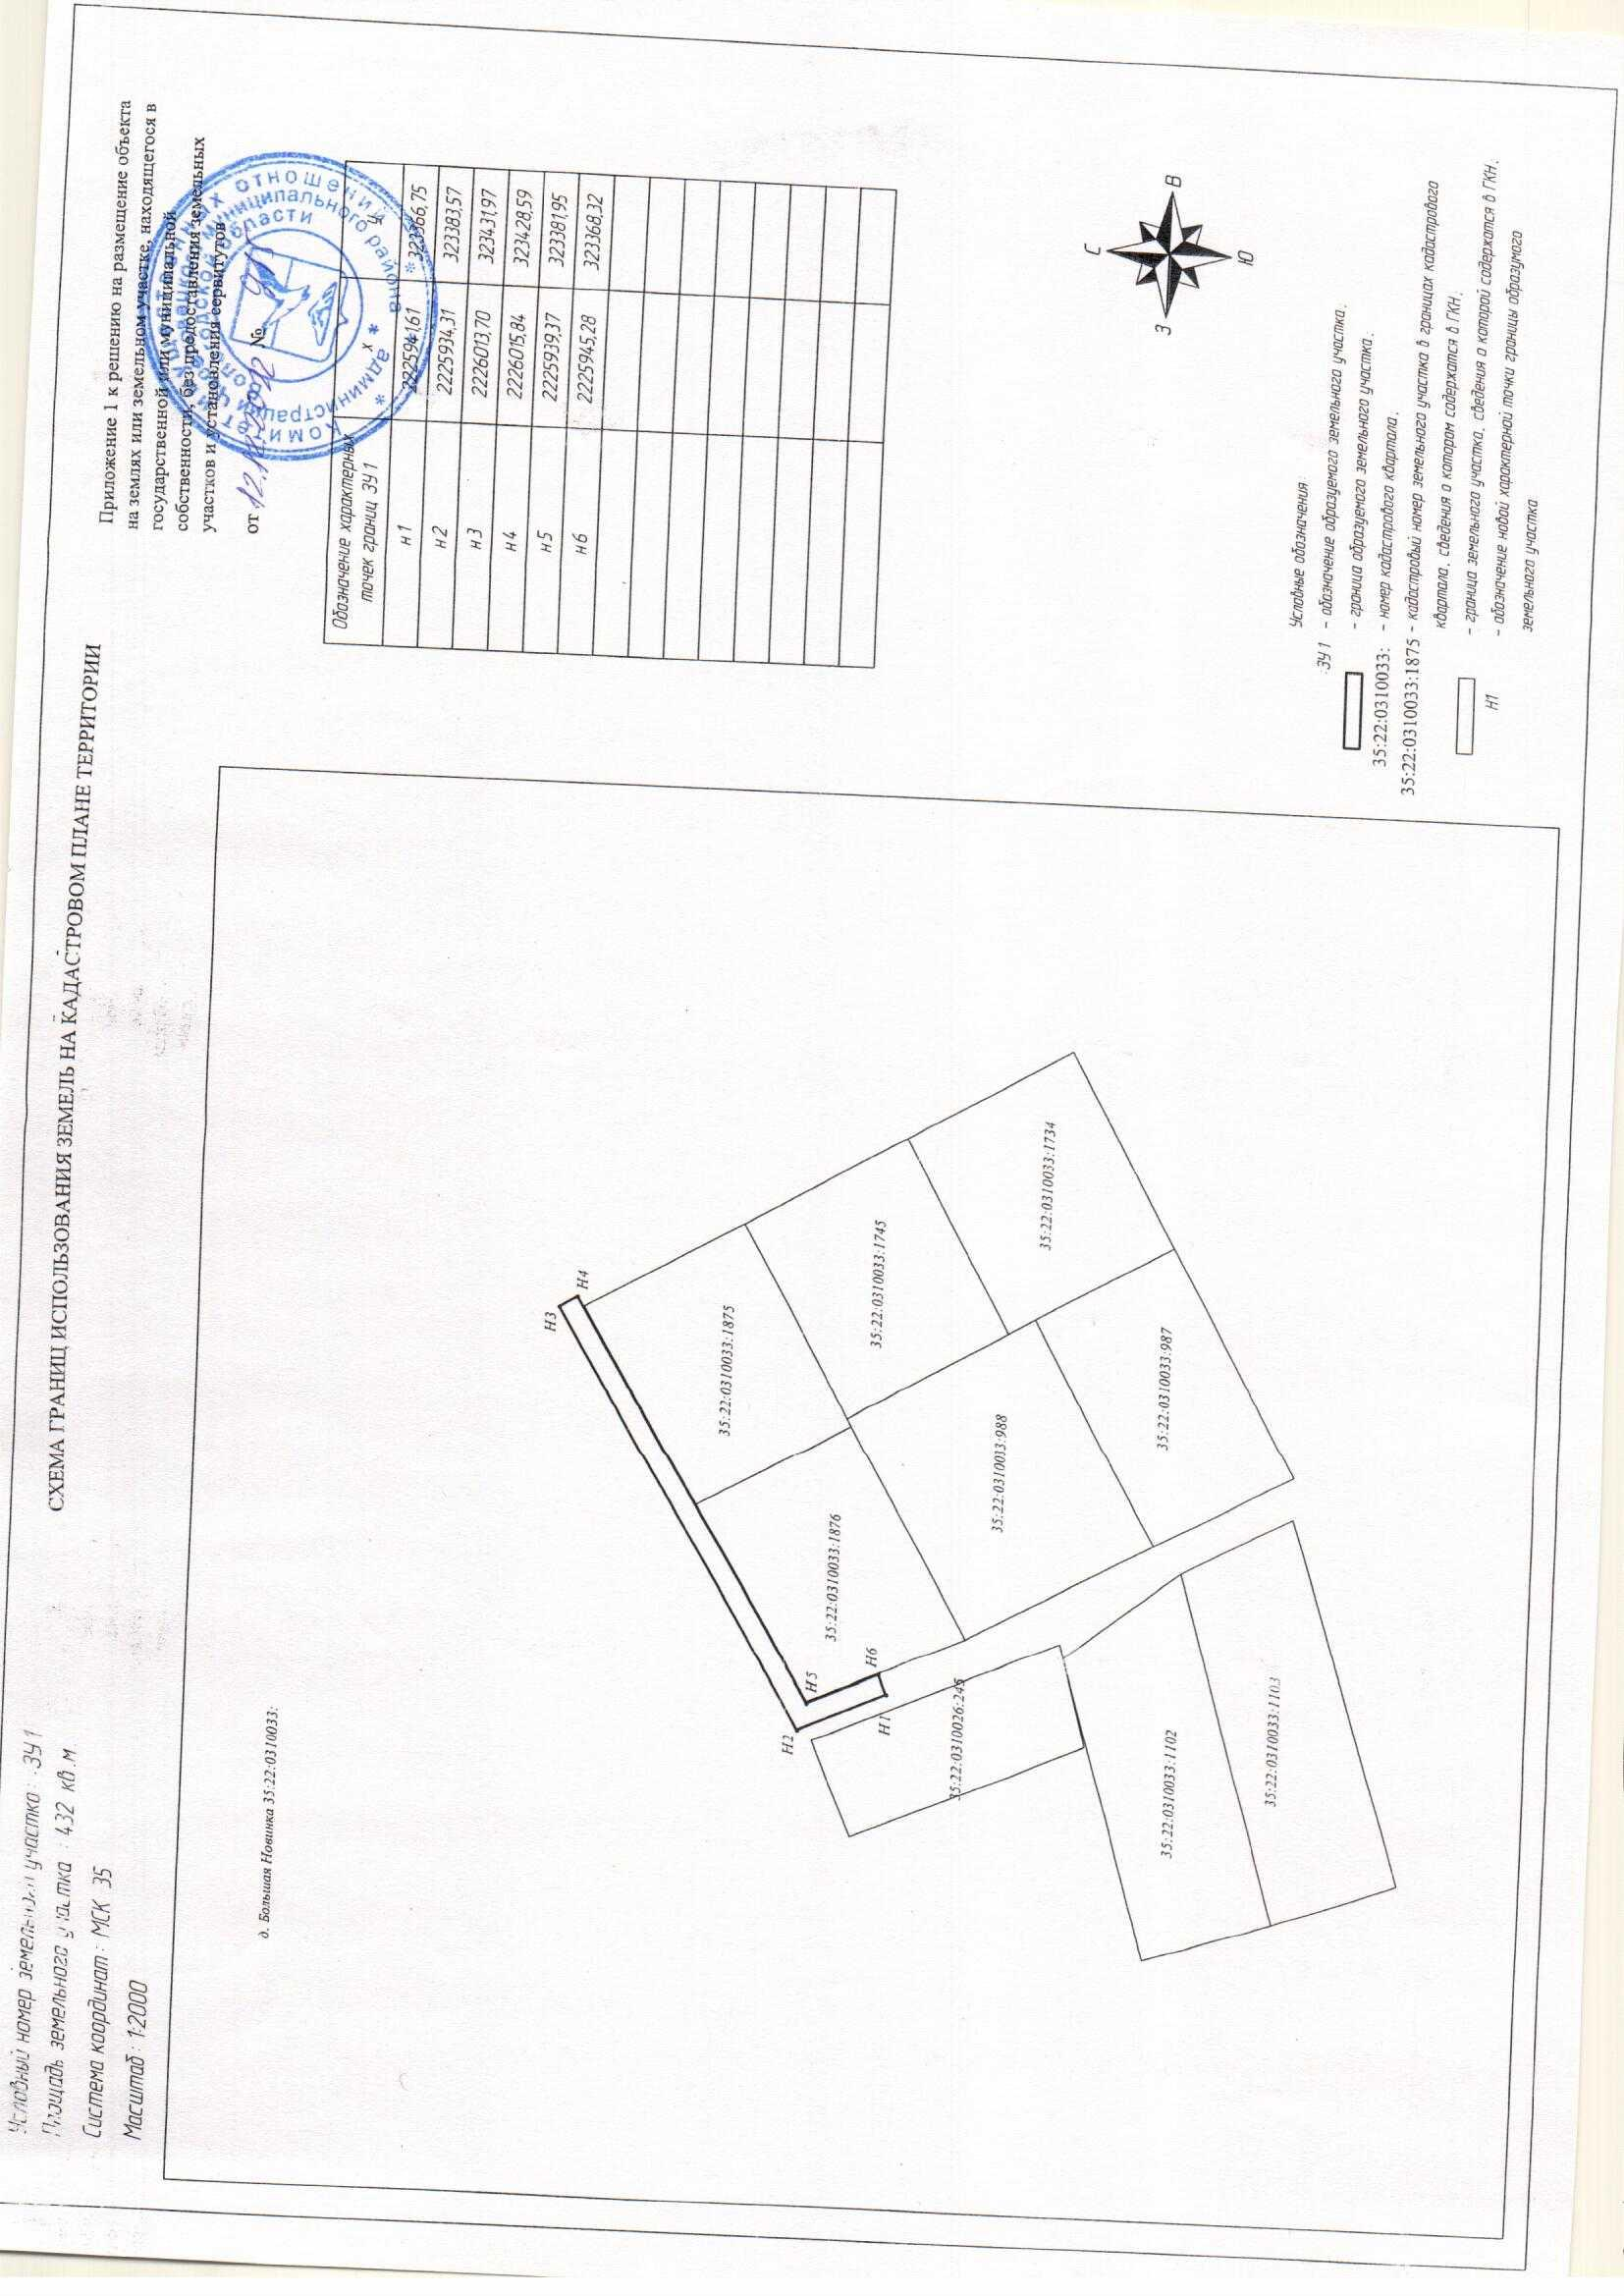 Условный номер земельного участка : :ЗУ1
Площадь земельного участка : 432 кв.м.
Система координат : МСК 35
Масштаб : 1:2000
СХЕМА ГРАНИЦ ИСПОЛЬЗОВАНИЯ ЗЕМЕЛЬ НА КАДАСТРОВОМ ПЛАНЕ ТЕРРИТОРИИ
Приложение 1 к решению на размещение объекта
на землях или земельном участке, находящегося в
государственной или муниципальной
собственности, без предоставления земельных
участков и установления сервитутов
от 12.12.2017 №
Обозначение характерных точек границ ЗУ1 х у
н1 2225941,61 323366,75
н2 2225934,31 323383,57
н3 2226013,70 323431,97
н4 2226015,84 323428,59
н5 2225939,37 323381,95
н6 2225945,28 323368,32
д. Большая Новинка 35:22:0310033:
Н3
Н4
35:22:0310033:1875
35:22:0310033:1745
35:22:0310033:1734
35:22:0310033:1876
35:22:0310033:988
35:22:0310033:987
Н5
Н6
Н2
Н1
35:22:0310026:245
35:22:0310033:1102
35:22:0310033:1103
С
В
З
Ю
Условные обозначения
:ЗУ1 - обозначение образуемого земельного участка.
- граница образуемого земельного участка.
35:22:0310033: - номер кадастрового квартала.
35:22:0310033:1875 - кадастровый номер земельного участка в границах кадастрового
квартала, сведения о котором содержатся в ГКН.
- граница земельного участка, сведения о которой содержатся в ГКН.
Н1 - обозначение новой характерной точки границы образумого
земельного участка